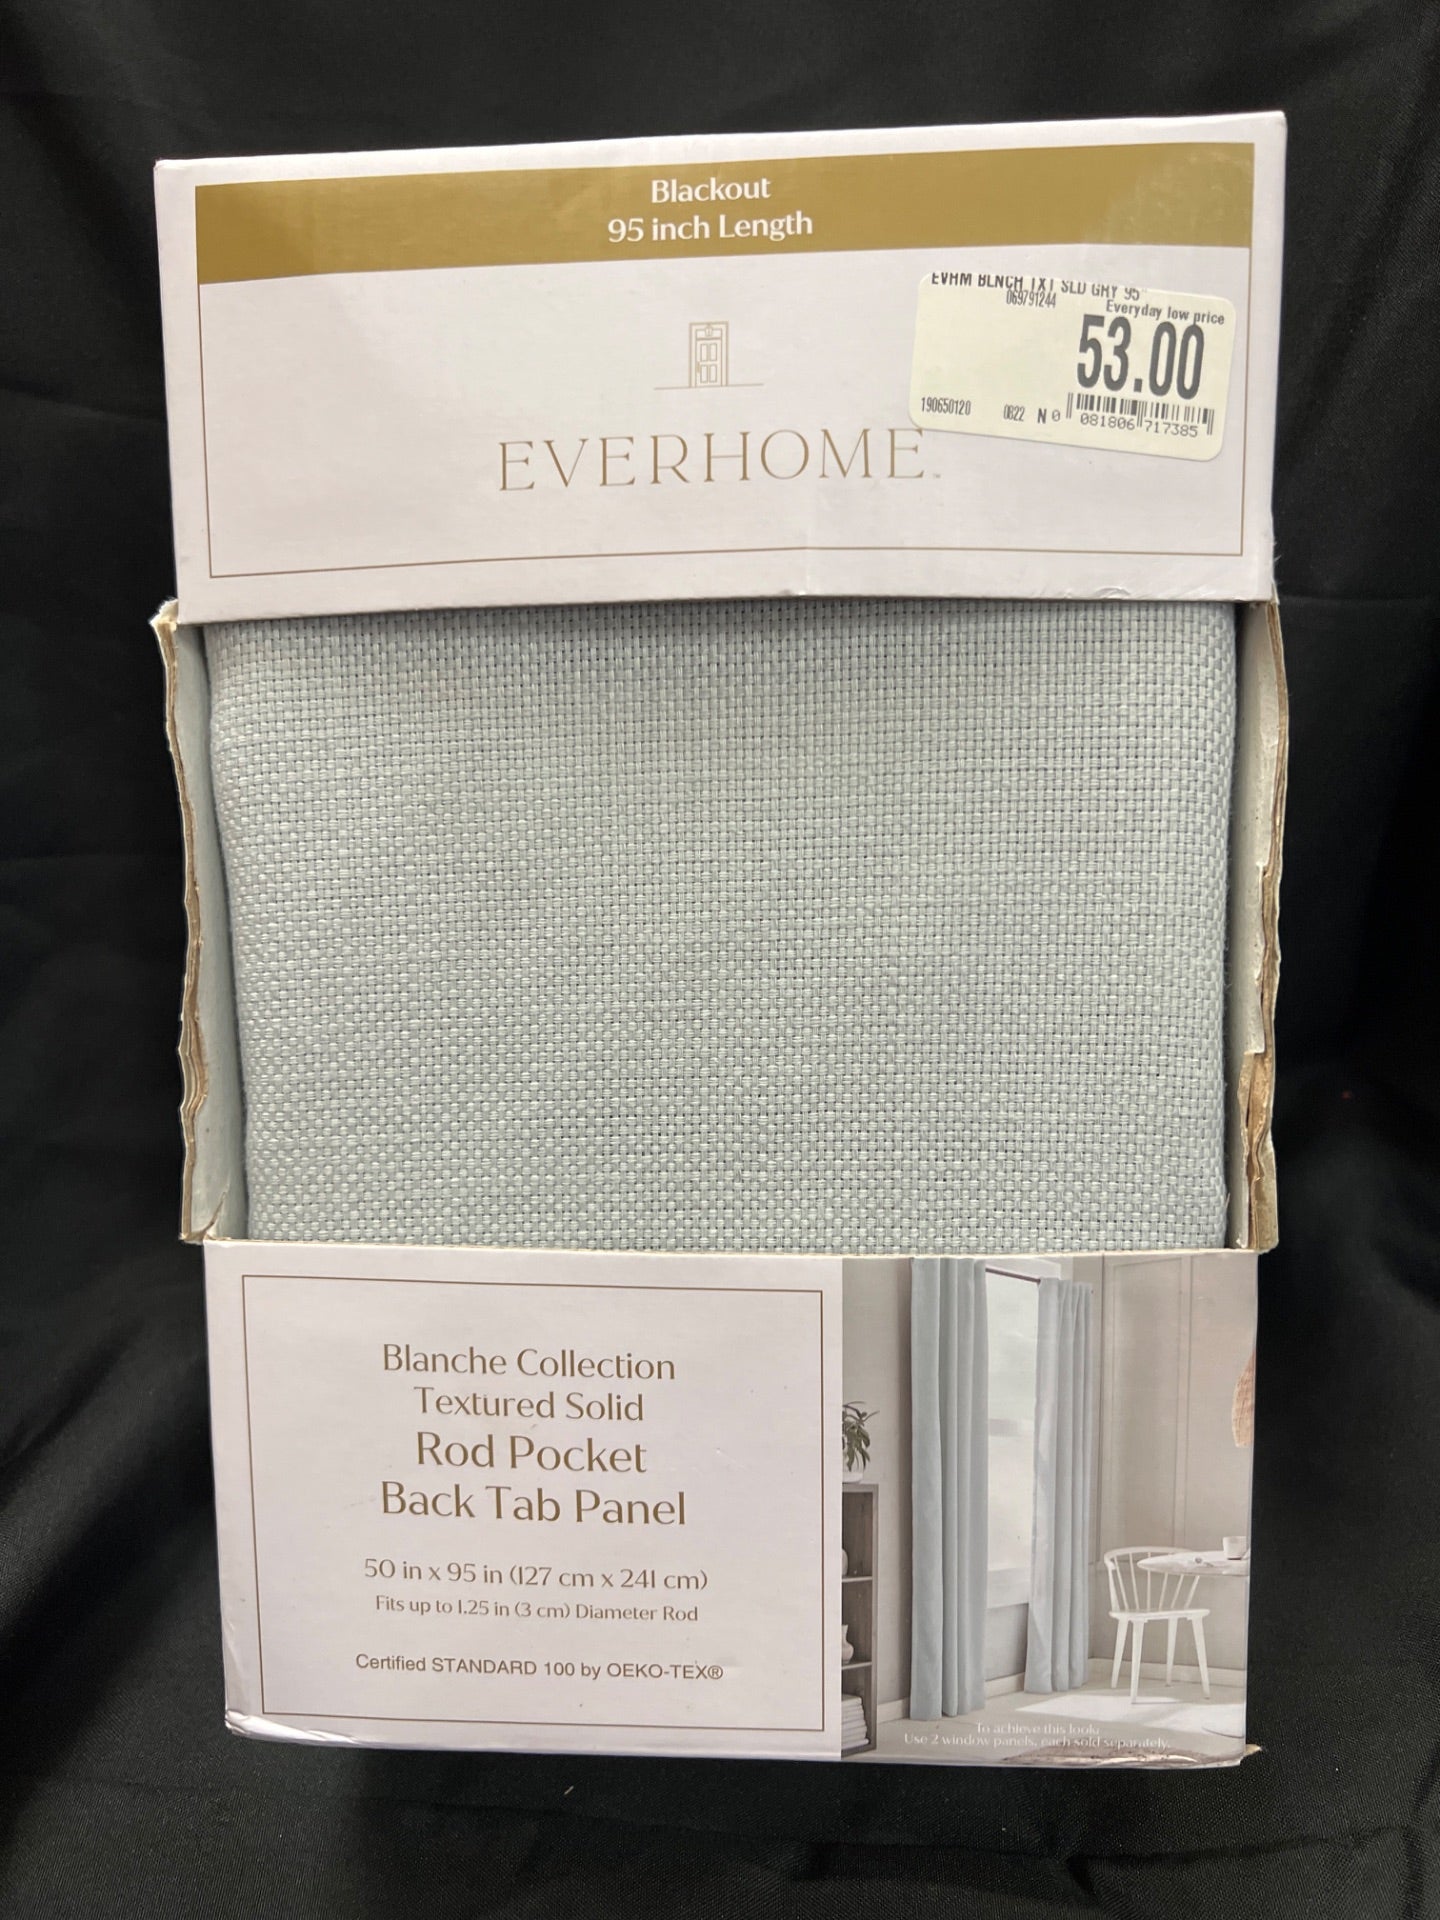 Blackout
95 inch Length
EVHM BLNCH TXT SLD GRY 95"
069791244
Everyday low price
53.00
190650120 0822 N 0 081806 717385
EVERHOME™
Blanche Collection
Textured Solid
Rod Pocket
Back Tab Panel
50 in x 95 in (127 cm x 241 cm)
Fits up to 1.25 in (3 cm) Diameter Rod
Certified STANDARD 100 by OEKO-TEX®
To achieve this look:
Use 2 window panels, each sold separately.